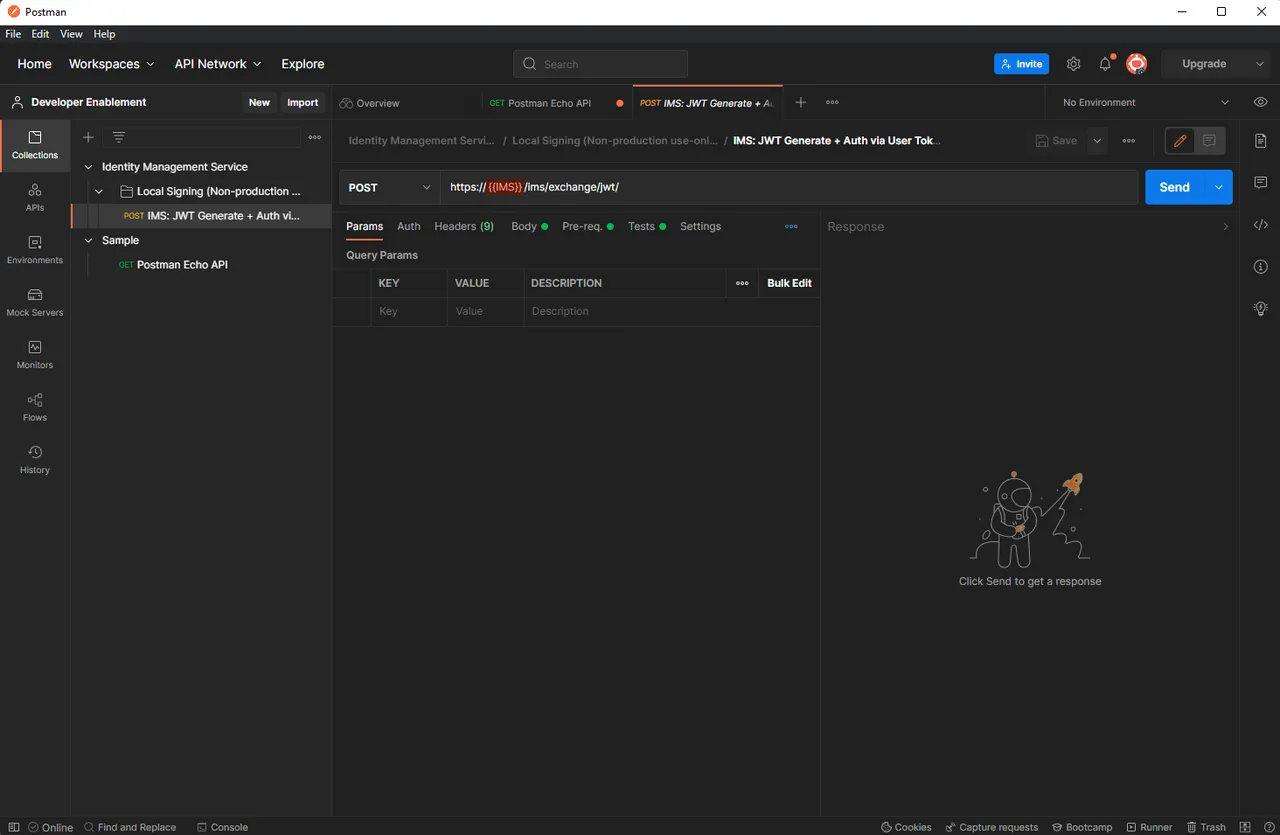 Postman
File Edit View Help
Home Workspaces API Network Explore Search Invite Upgrade
Developer Enablement New Import
Overview GET Postman Echo API POST IMS: JWT Generate + Au No Environment
Collections
APIs
Environments
Mock Servers
Monitors
Flows
History
Identity Management Service
Local Signing (Non-production ...
POST IMS: JWT Generate + Auth vi...
Sample
GET Postman Echo API
Identity Management Servi... / Local Signing (Non-production use-onl... / IMS: JWT Generate + Auth via User Tok... Save
POST https://{{IMS}}/ims/exchange/jwt/ Send
Params Auth Headers (9) Body Pre-req. Tests Settings
Query Params
KEY VALUE DESCRIPTION Bulk Edit
Key Value Description
Response
Click Send to get a response
Online Find and Replace Console Cookies Capture requests Bootcamp Runner Trash